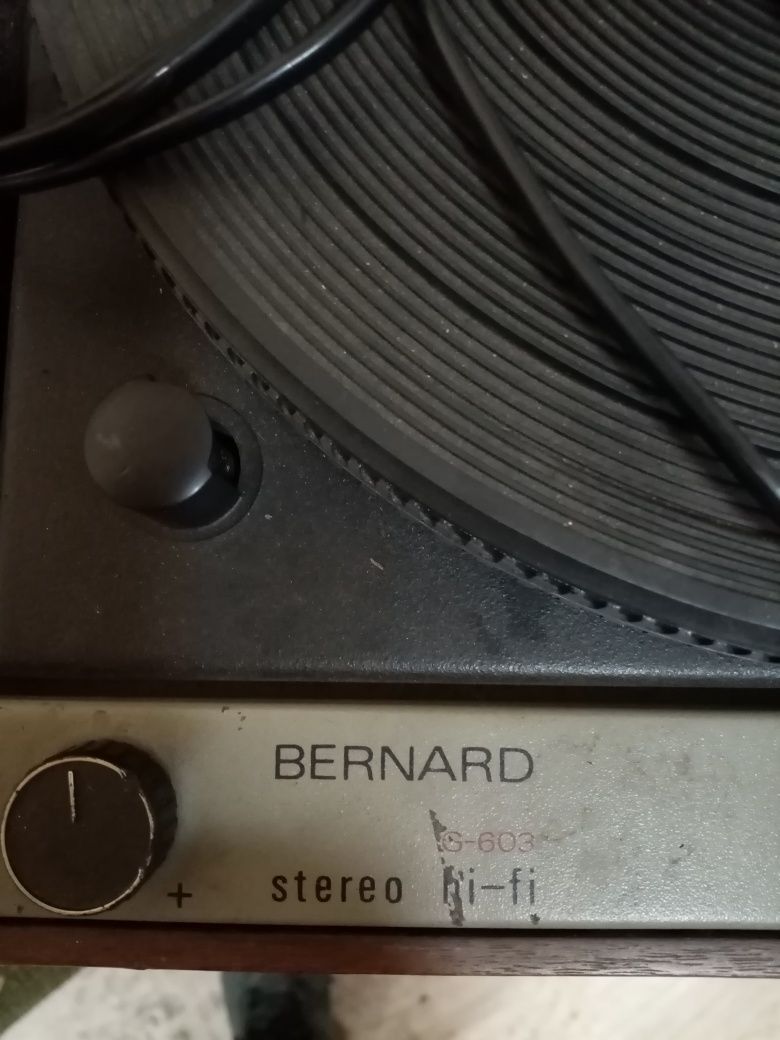 BERNARD
G-603
stereo hi-fi
+